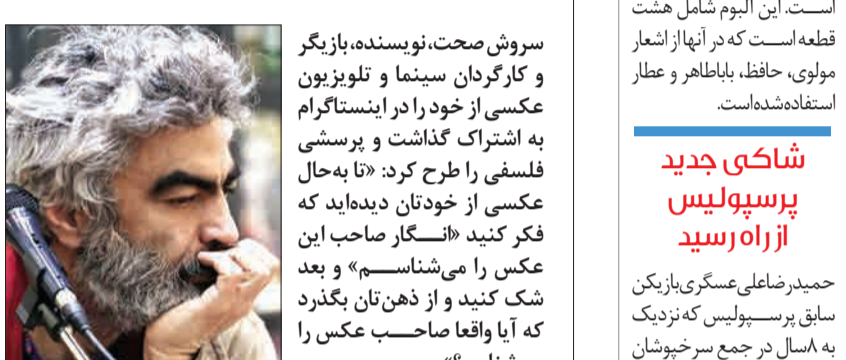 است. این آلبوم شامل هشت
قطعه است که در آنها از اشعار
مولوی، حافظ، باباطاهر و عطار
استفاده‌شده‌است.
شاکی جدید
پرسپولیس
از راه رسید
حمیدرضا علی‌عسگری بازیکن
سابق پرسپولیس که نزدیک
به ۸سال در جمع سرخپوشان
سروش صحت، نویسنده، بازیگر
و کارگردان سینما و تلویزیون
عکسی از خود را در اینستاگرام
به اشتراک گذاشت و پرسشی
فلسفی را طرح کرد: «تا به‌حال
عکسی از خودتان دیده‌اید که
فکر کنید «انگار صاحب این
عکس را می‌شناسم» و بعد
شک کنید و از ذهن‌تان بگذرد
که آیا واقعا صاحب عکس را